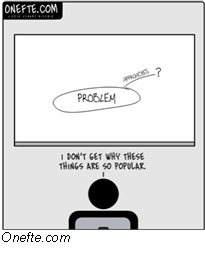 ONEFTE.COM
APPROACHES
?
PROBLEM
I DON'T GET WHY THESE
THINGS ARE SO POPULAR.
Onefte.com